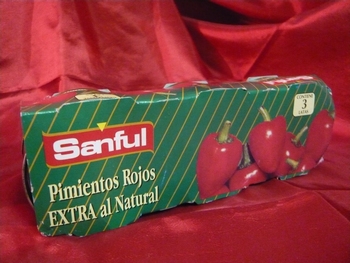 Sanful
Pimientos Rojos
EXTRA al Natural
CONTIENE
3
LATAS